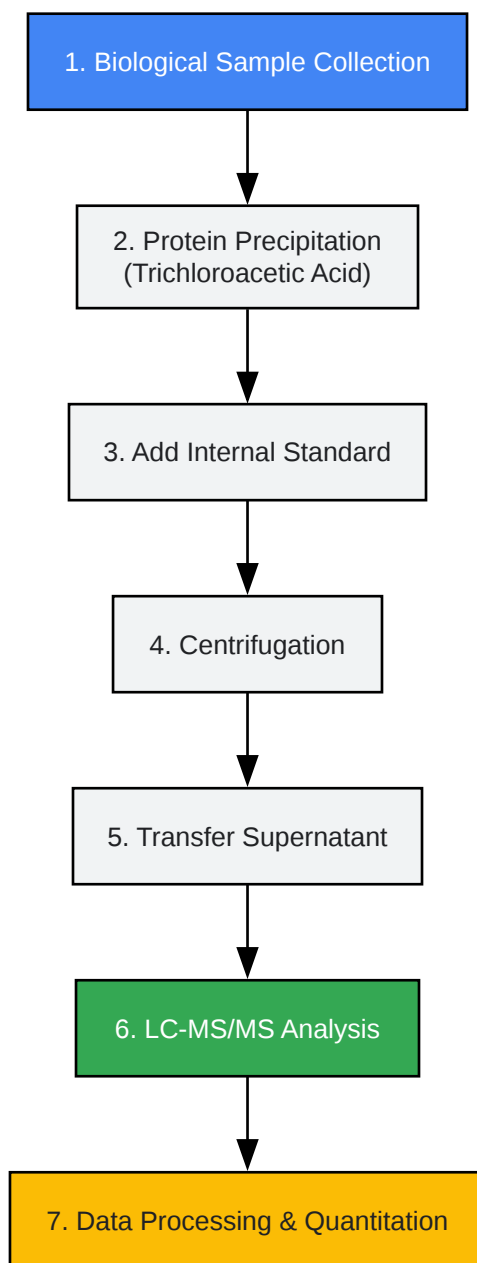 1. Biological Sample Collection
2. Protein Precipitation
(Trichloroacetic Acid)
3. Add Internal Standard
4. Centrifugation
5. Transfer Supernatant
6. LC-MS/MS Analysis
7. Data Processing & Quantitation